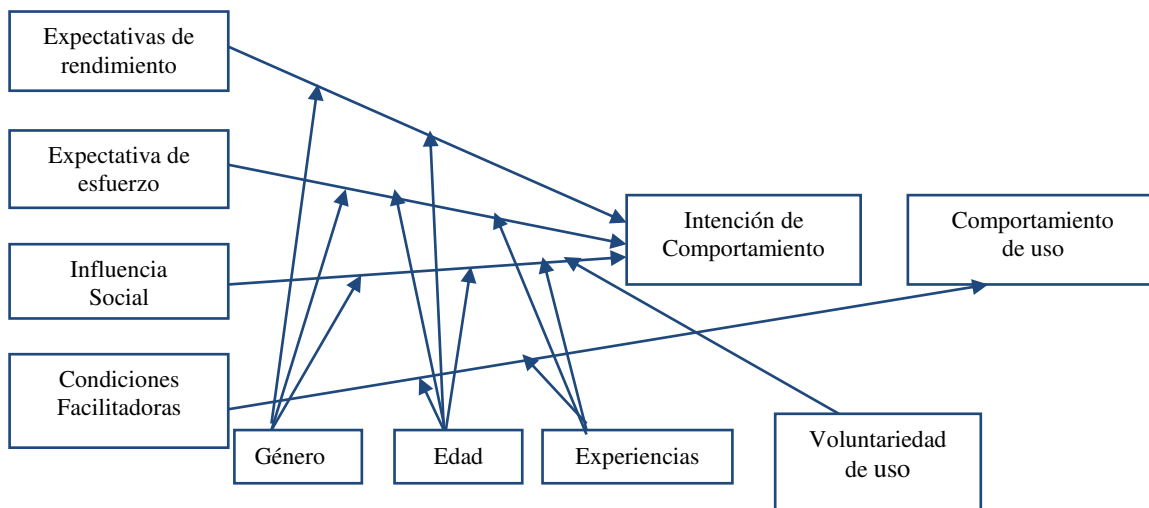 Expectativas de
rendimiento
Expectativa de
esfuerzo
Influencia
Social
Condiciones
Facilitadoras
Intención de
Comportamiento
Comportamiento
de uso
Género
Edad
Experiencias
Voluntariedad
de uso